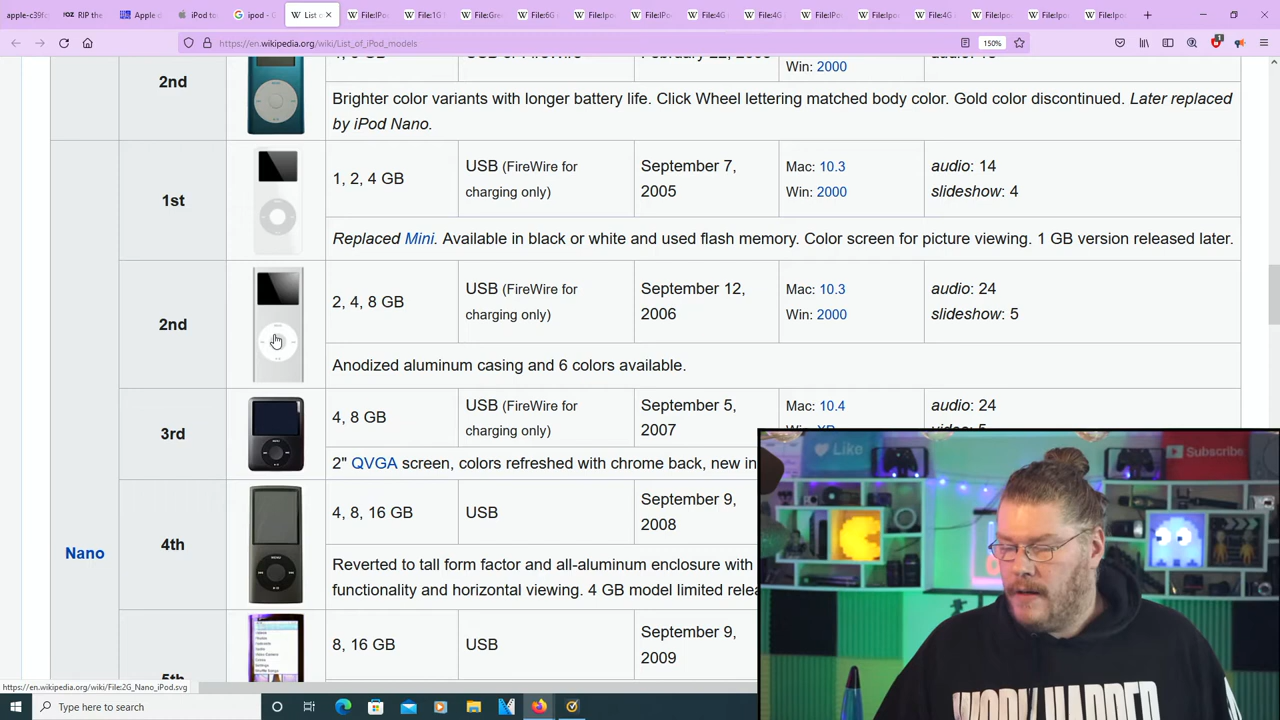 apple-c3915
ipod - G
List
https://en.wikipedia.org/wiki/
models
150%
2nd
Win: 2000
Brighter color variants with longer battery life. Click Wheel lettering matched body color. Gold color discontinued. Later replaced
by iPod Nano.
1st
1, 2, 4 GB
USB (FireWire for
charging only)
September 7,
2005
Mac: 10.3
Win: 2000
audio: 14
slideshow: 4
Replaced Mini. Available in black or white and used flash memory. Color screen for picture viewing. 1 GB version released later.
2nd
2, 4, 8 GB
USB (FireWire for
charging only)
September 12,
2006
Mac: 10.3
Win: 2000
audio: 24
slideshow: 5
Anodized aluminum casing and 6 colors available.
3rd
4, 8 GB
USB (FireWire for
charging only)
September 5,
2007
Mac: 10.4
audio: 24
2" QVGA screen, colors refreshed with chrome back, new in
Nano
4th
4, 8, 16 GB
USB
September 9,
2008
Reverted to tall form factor and all-aluminum enclosure with
functionality and horizontal viewing. 4 GB model limited relea
5th
GB
USB
September 9,
2009
Like
Subscribe
https://en.wikipedia.org/wiki/File:2G_Nano_iPod.svg
Type here to search